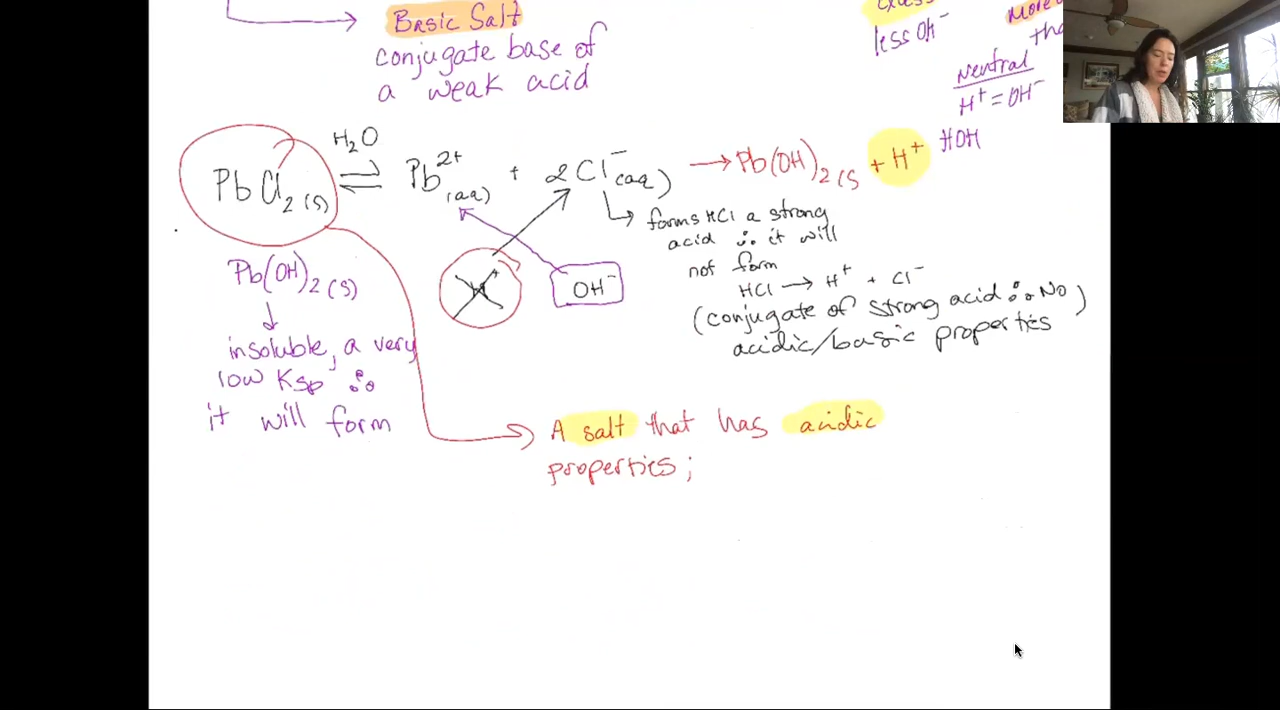 Basic Salt
conjugate base of
a weak acid
less OH⁻
Neutral
H⁺ = OH⁻
HOH
H₂O
PbCl₂(s) ⇌ Pb²⁺(aq) + 2Cl⁻(aq) → Pb(OH)₂(s + H⁺
OH⁻
forms HCl a strong
acid ∴ it will
not form
HCl → H⁺ + Cl⁻
(conjugate of strong acid ∴ No)
acidic/basic properties
Pb(OH)₂(s)
↓
insoluble, a very
low Ksp ∴
it will form
A salt that has acidic
properties;